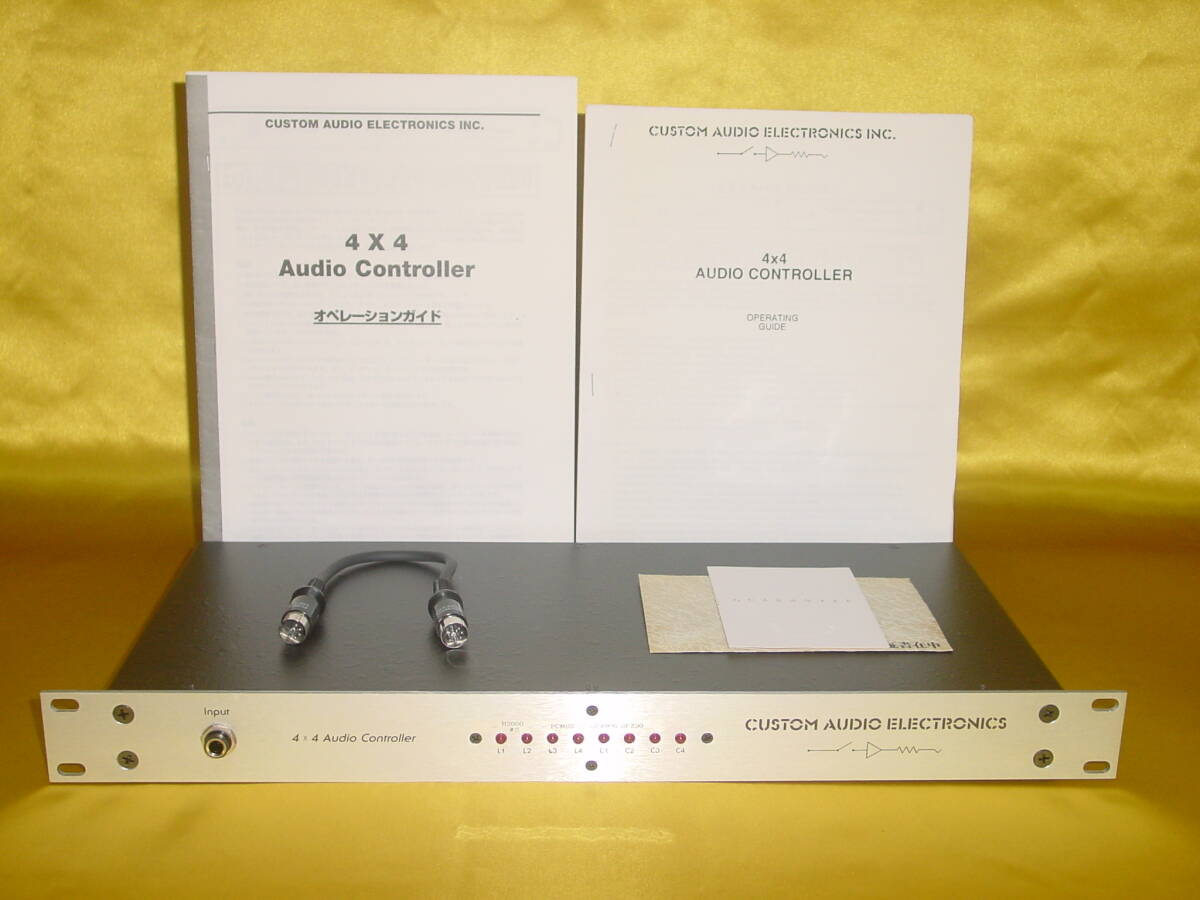 CUSTOM AUDIO ELECTRONICS INC.
4 X 4
Audio Controller
オペレーションガイド
CUSTOM AUDIO ELECTRONICS INC.
4x4
AUDIO CONTROLLER
OPERATING
GUIDE
Input
4 x 4 Audio Controller
L1 L2 L3 L4 C1 C2 C3 C4
CUSTOM AUDIO ELECTRONICS